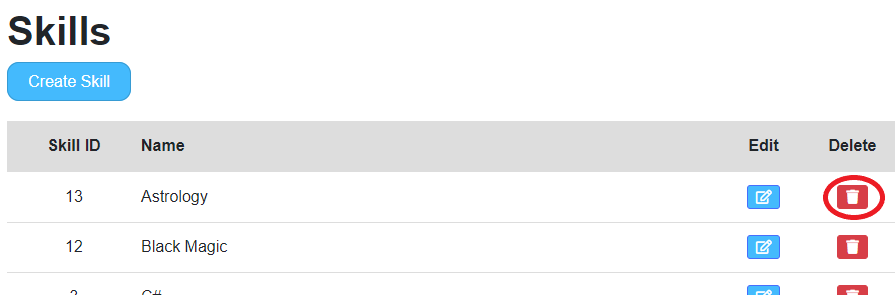 Skills
Create Skill
Skill ID Name Edit Delete
13 Astrology
12 Black Magic
C#